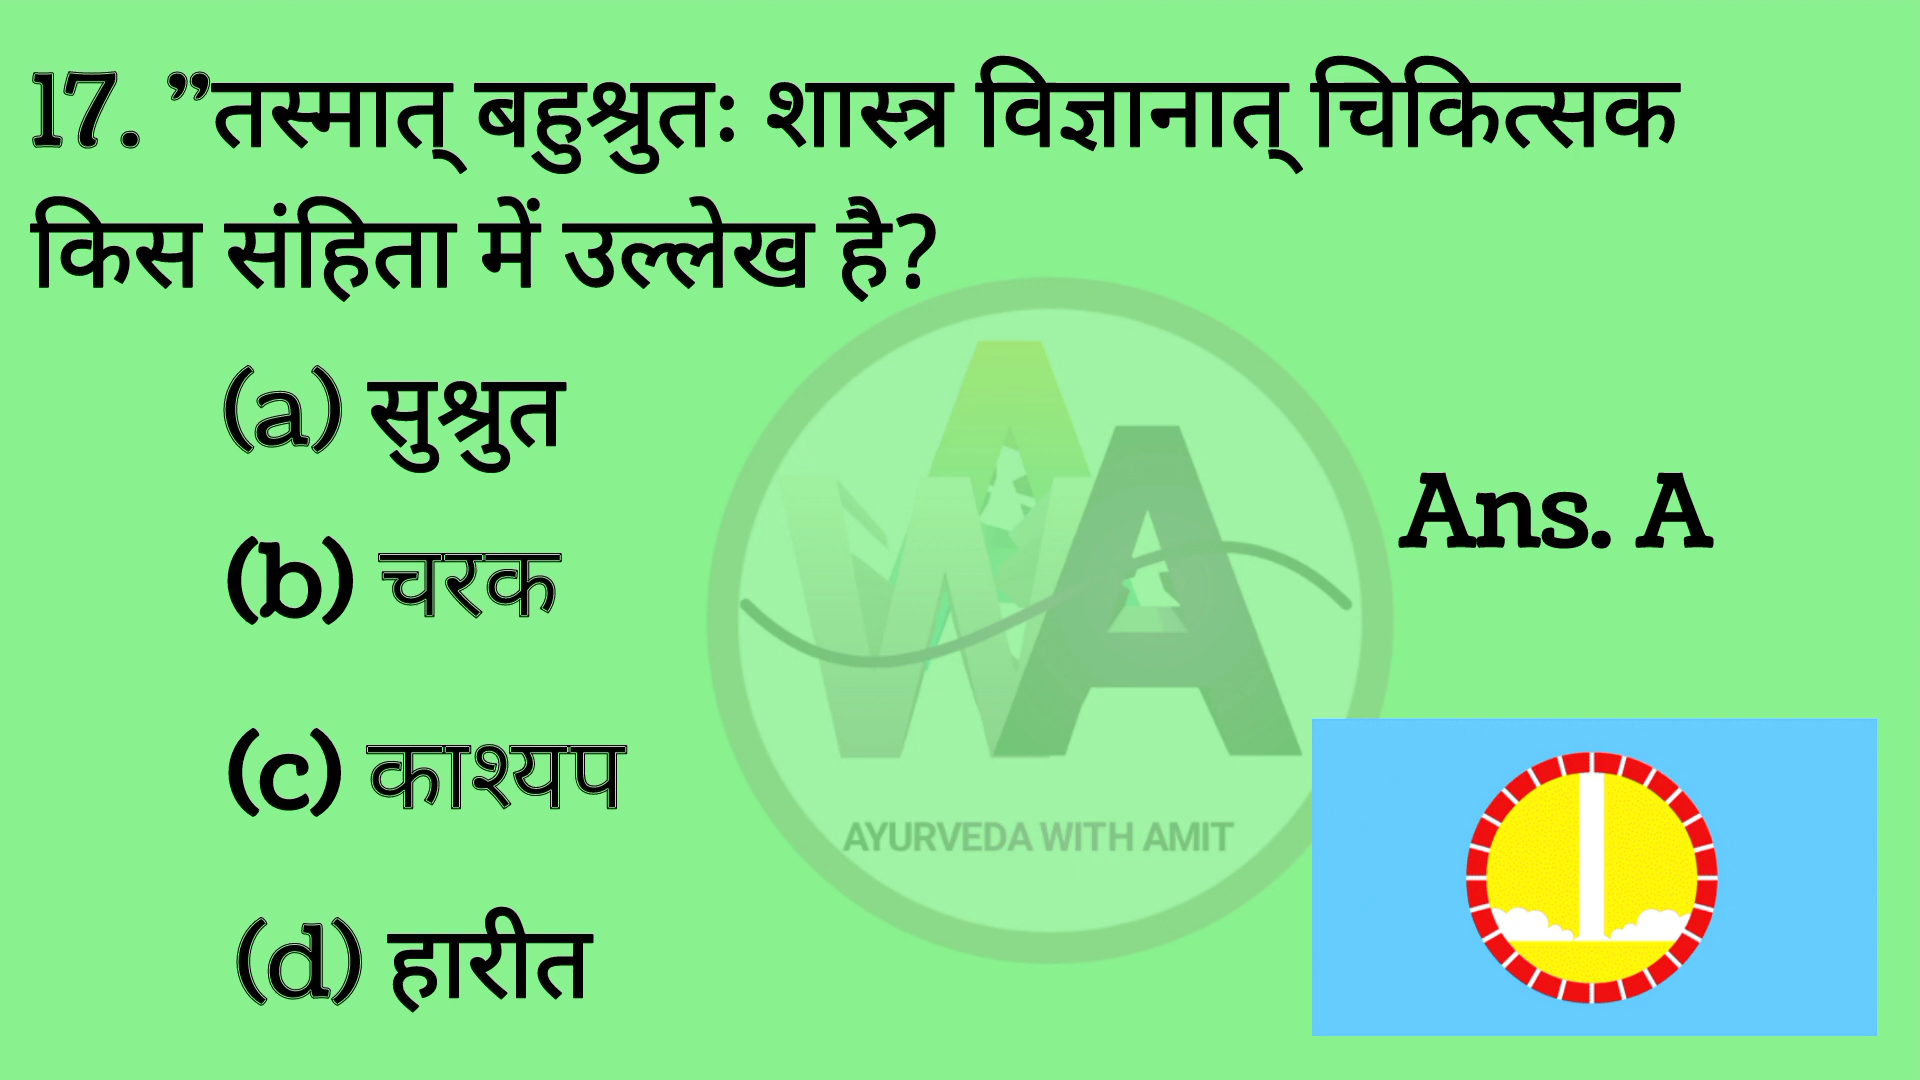 17. ”तस्मात् बहुश्रुतः शास्त्र विज्ञानात् चिकित्सक
किस संहिता में उल्लेख है?
(a) सुश्रुत
Ans. A
(b) चरक
(c) काश्यप
AYURVEDA WITH AMIT
(d) हारीत